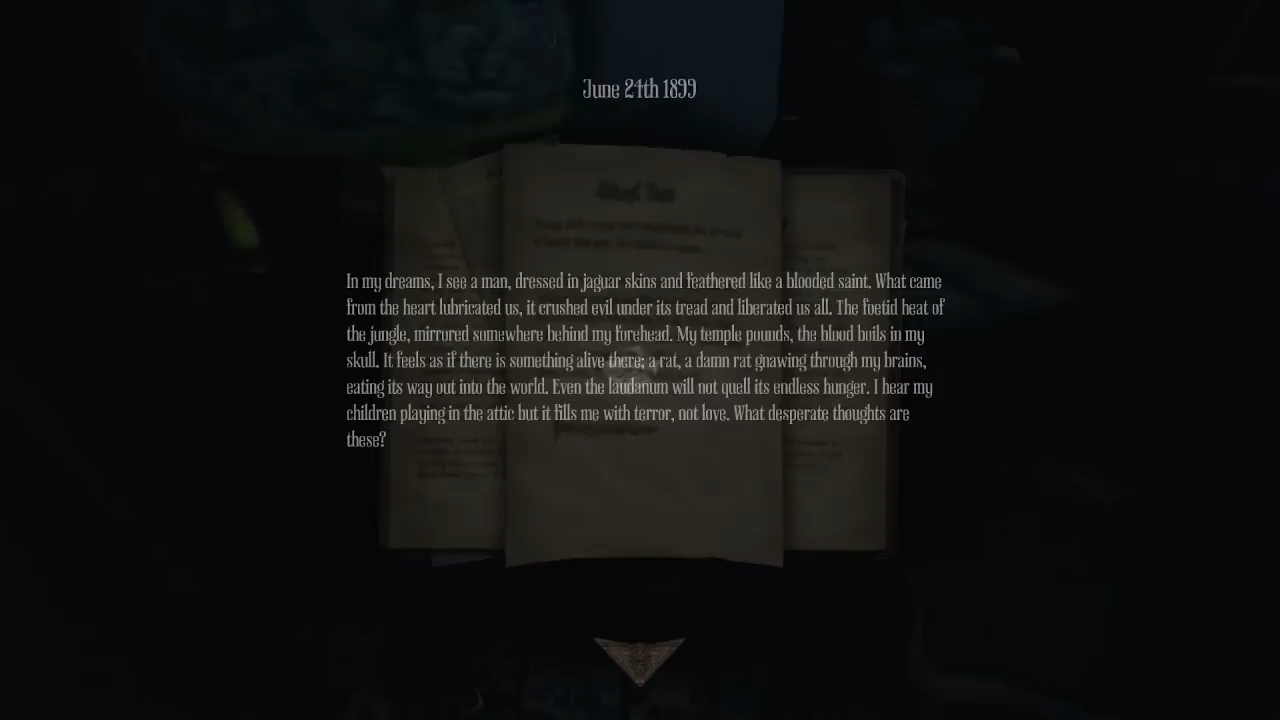 June 24th 1899
In my dreams, I see a man, dressed in jaguar skins and feathered like a blooded saint. What came
from the heart lubricated us, it crushed evil under its tread and liberated us all. The foetid heat of
the jungle, mirrored somewhere behind my forehead. My temple pounds, the blood boils in my
skull. It feels as if there is something alive there; a rat, a damn rat gnawing through my brains,
eating its way out into the world. Even the laudanum will not quell its endless hunger. I hear my
children playing in the attic but it fills me with terror, not love. What desperate thoughts are
these?